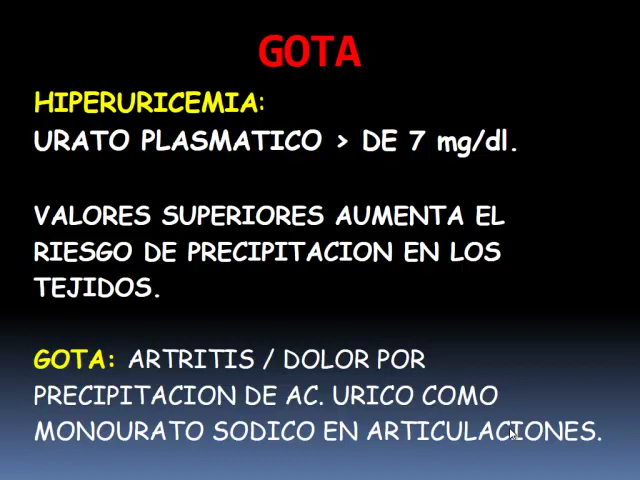 GOTA
HIPERURICEMIA:
URATO PLASMATICO > DE 7 mg/dl.
VALORES SUPERIORES AUMENTA EL
RIESGO DE PRECIPITACION EN LOS
TEJIDOS.
GOTA: ARTRITIS / DOLOR POR
PRECIPITACION DE AC. URICO COMO
MONOURATO SODICO EN ARTICULACIONES.